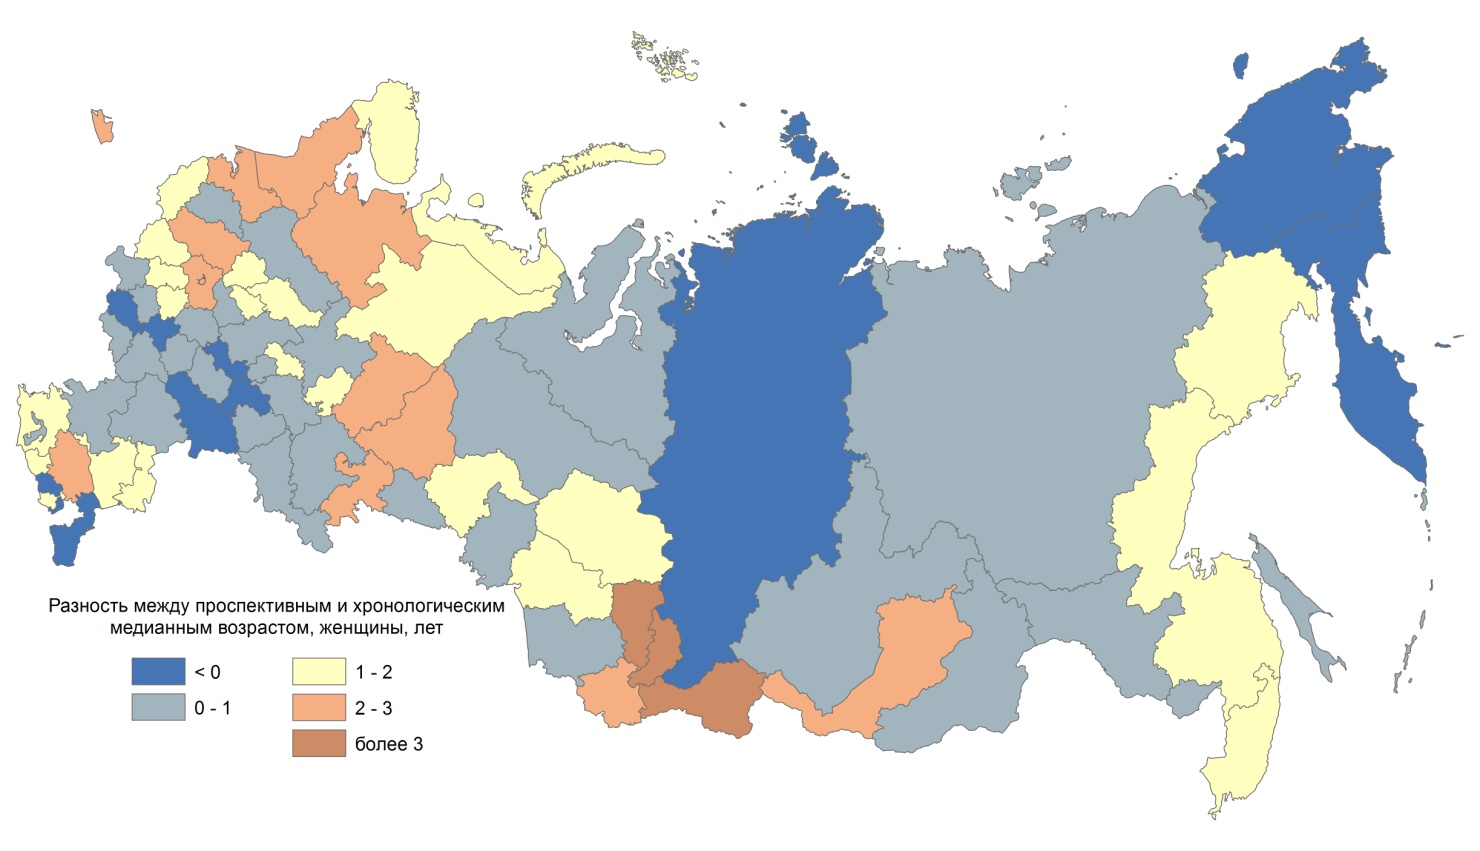 Разность между проспективным и хронологическим
медианным возрастом, женщины, лет
< 0
0 - 1
1 - 2
2 - 3
более 3